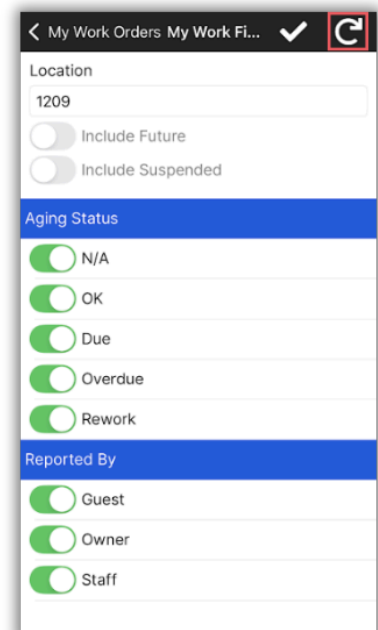 My Work Orders My Work Fi...
Location
1209
Include Future
Include Suspended
Aging Status
N/A
OK
Due
Overdue
Rework
Reported By
Guest
Owner
Staff